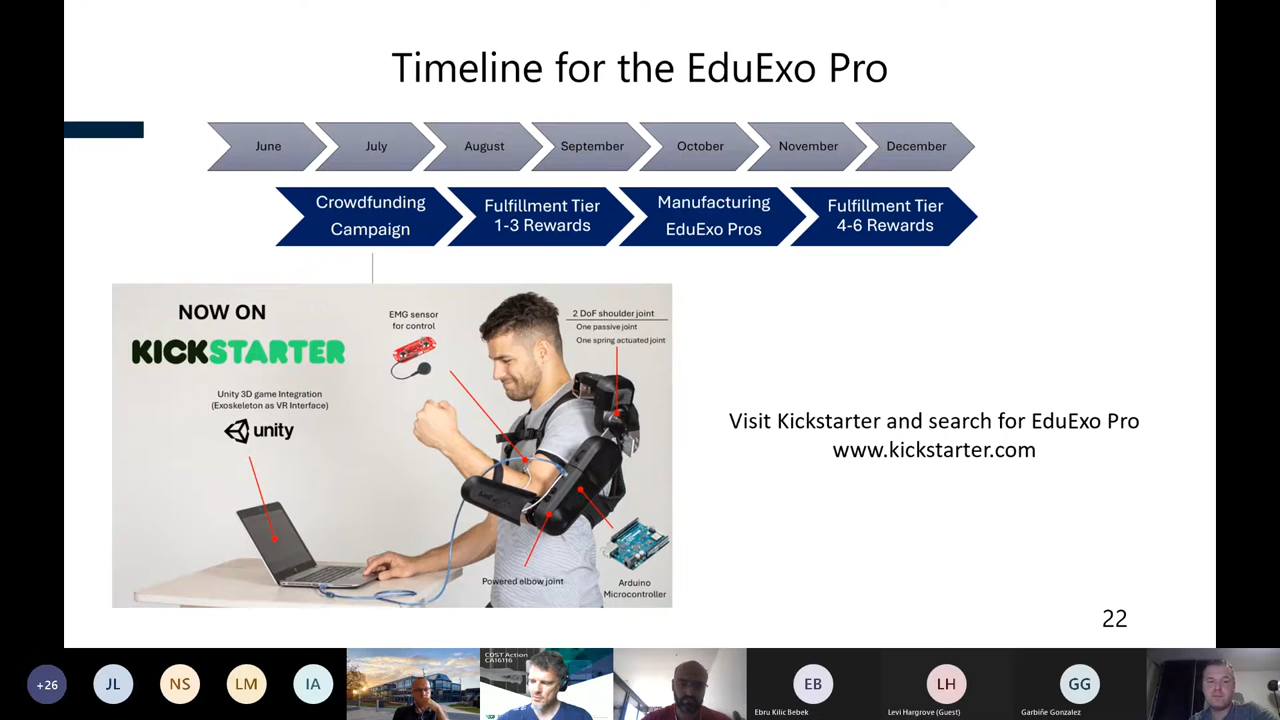 Timeline for the EduExo Pro
June
July
August
September
October
November
December
Crowdfunding
Campaign
Fulfillment Tier
1-3 Rewards
Manufacturing
EduExo Pros
Fulfillment Tier
4-6 Rewards
NOW ON
KICKSTARTER
Unity 3D game Integration
(Exoskeleton as VR Interface)
unity
EMG sensor
for control
2 DoF shoulder joint
One passive joint
One spring actuated joint
Powered elbow joint
Arduino
Microcontroller
Visit Kickstarter and search for EduExo Pro
www.kickstarter.com
22
+26
JL
NS
LM
IA
COST Action
CA16116
EB
Ebru Kilic Bebek
LH
Levi Hargrove (Guest)
GG
Garbiñe Gonzalez